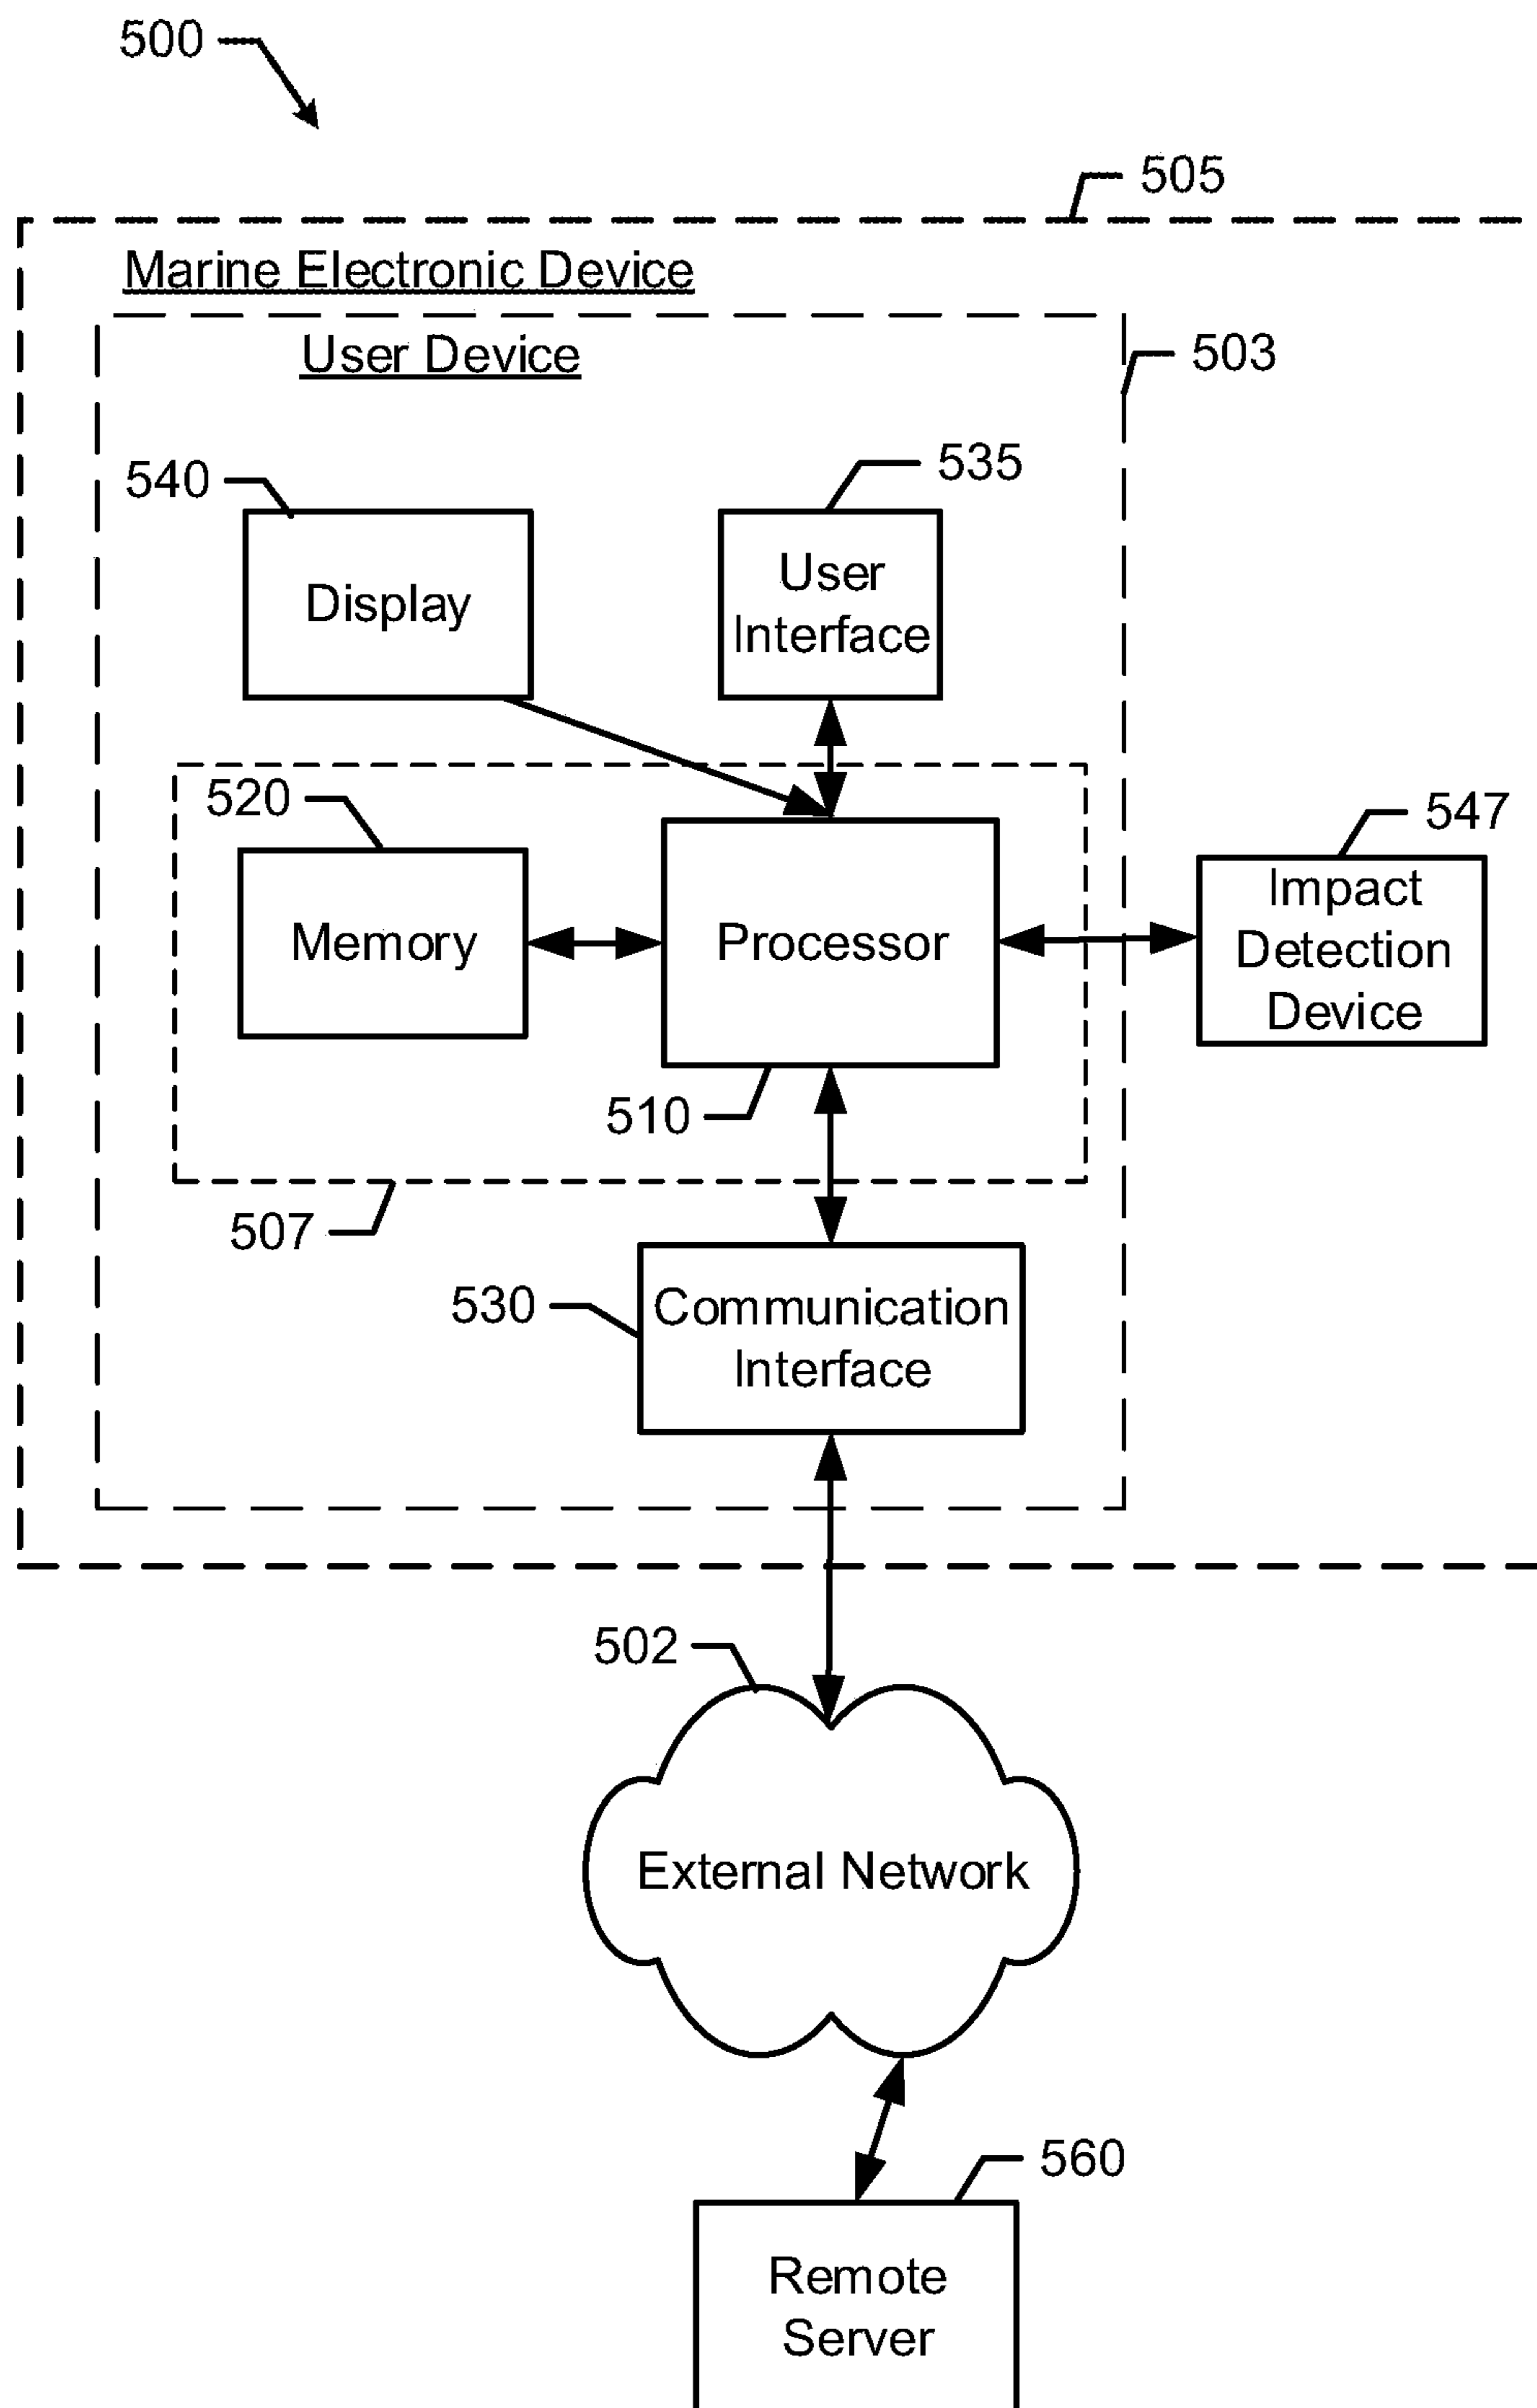 500
505
Marine Electronic Device
User Device
503
540
535
Display
User
Interface
520
547
Memory
Processor
Impact
Detection
Device
510
507
530
Communication
Interface
502
External Network
560
Remote
Server